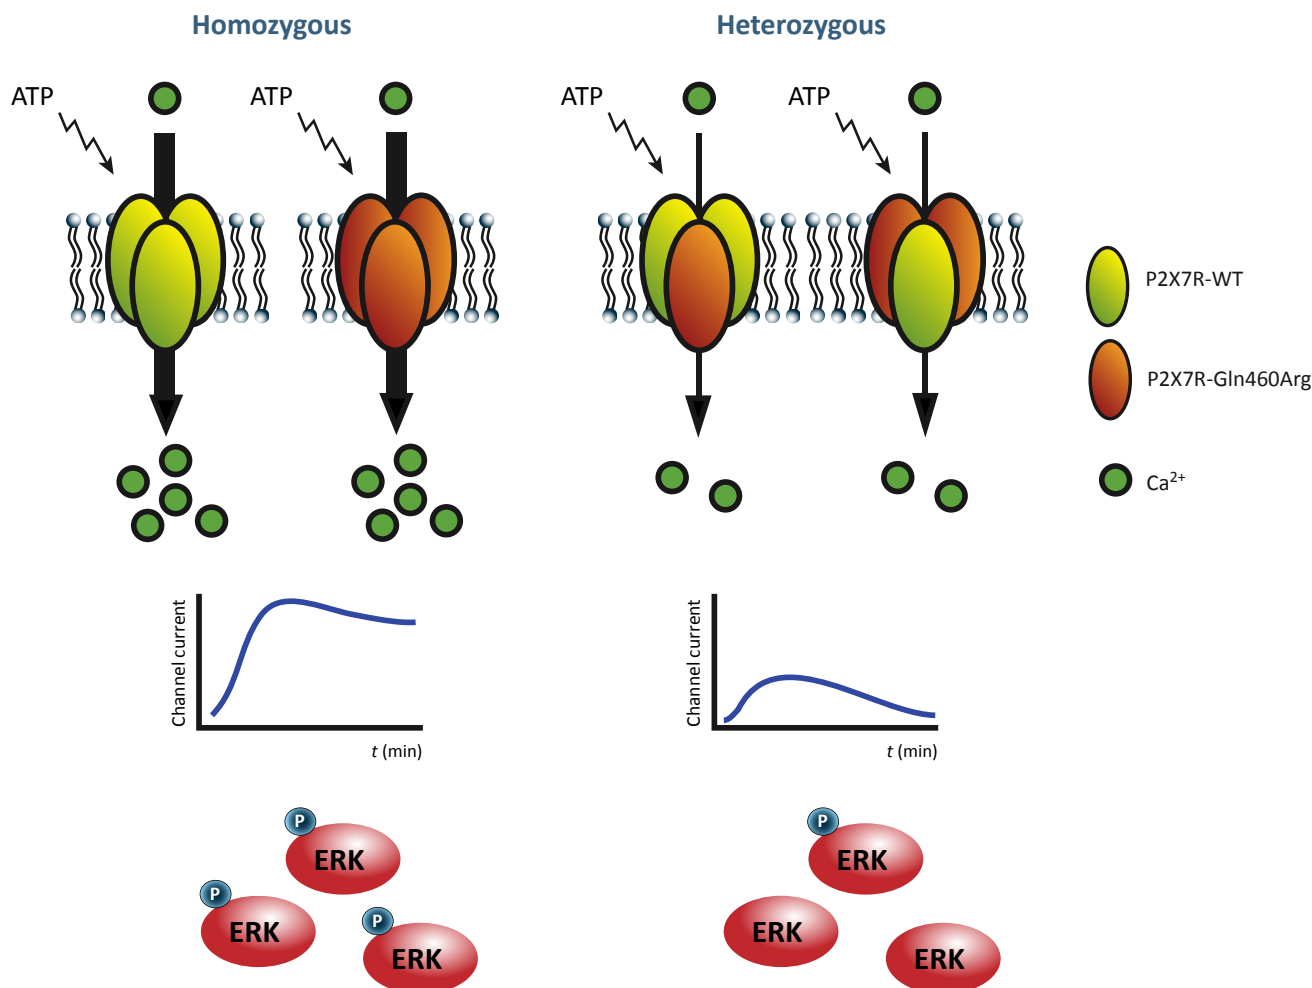 Homozygous
Heterozygous
ATP
ATP
ATP
ATP
P2X7R-WT
P2X7R-Gln460Arg
Ca²⁺
Channel current
t (min)
Channel current
t (min)
P
ERK
P
ERK
P
ERK
P
ERK
ERK
ERK